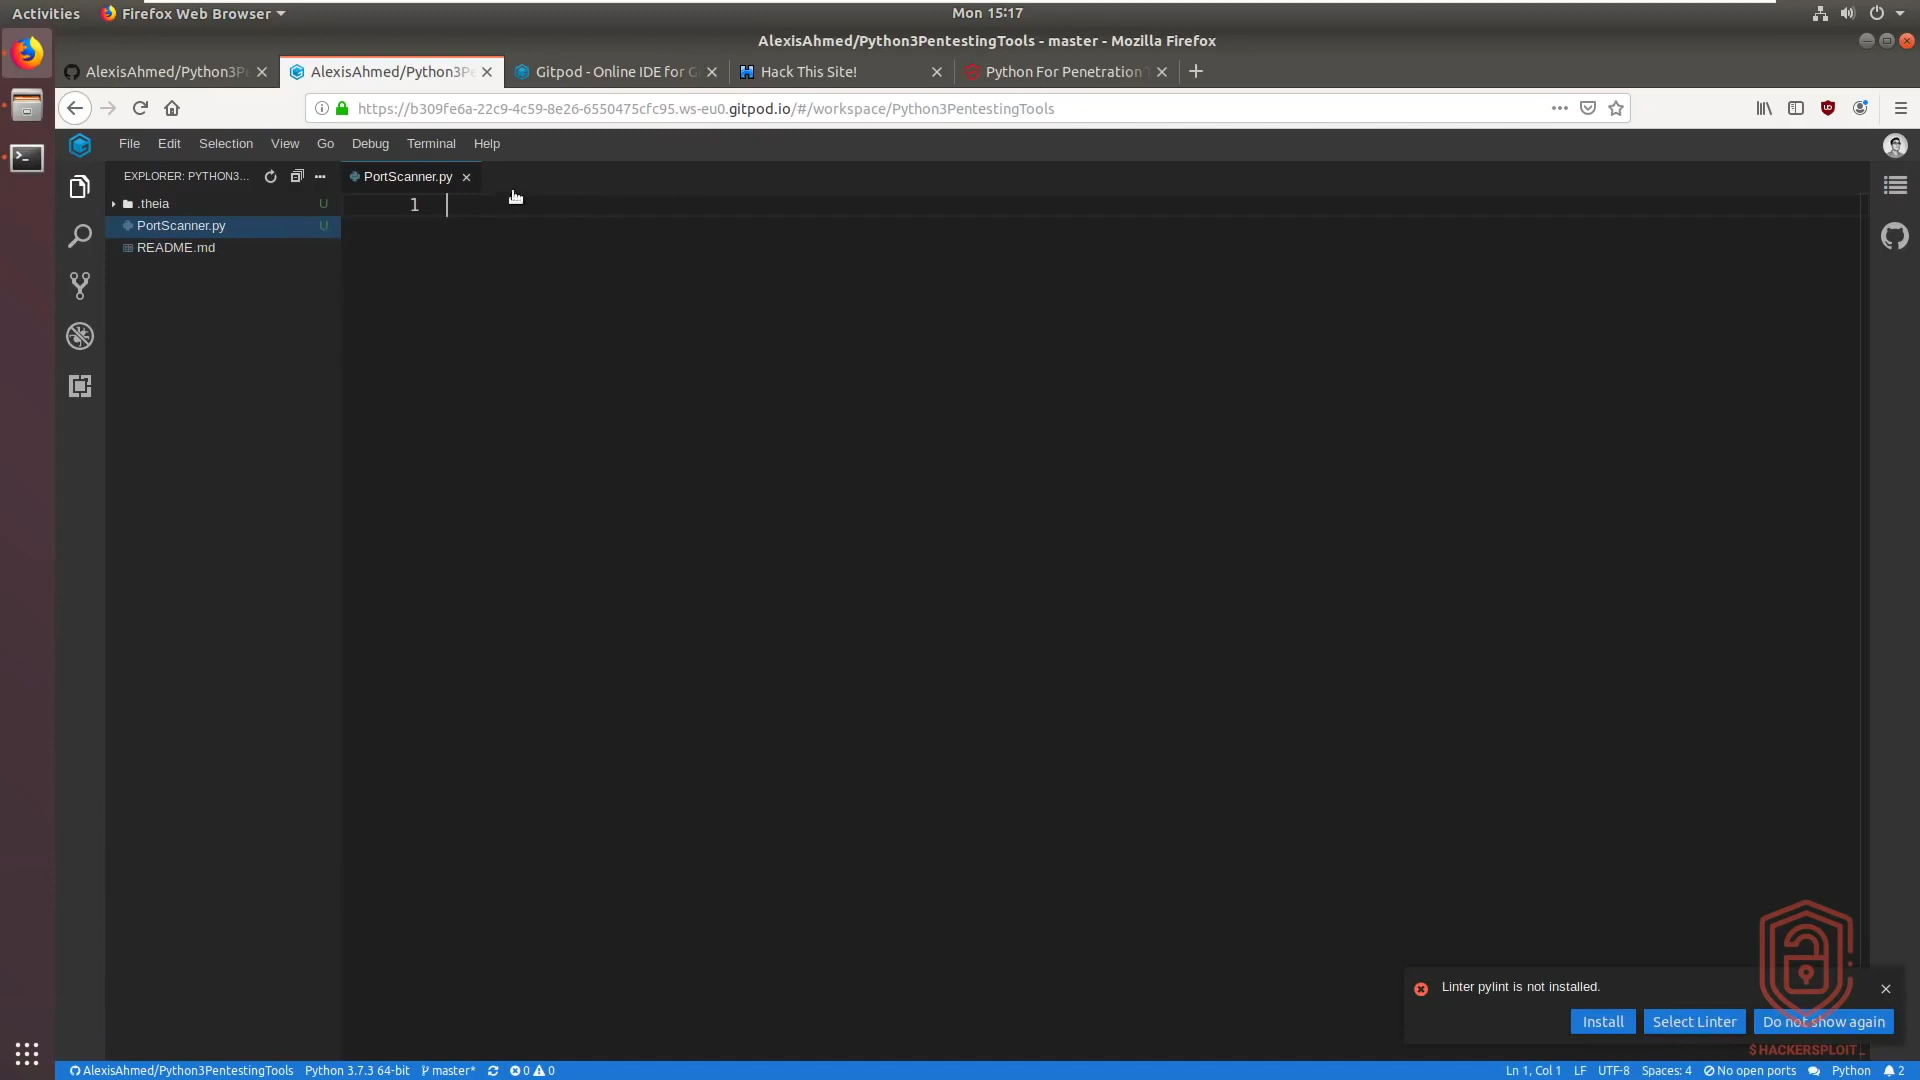 Activities Firefox Web Browser Mon 15:17
AlexisAhmed/Python3PentestingTools - master - Mozilla Firefox
AlexisAhmed/Python3P AlexisAhmed/Python3Pe Gitpod - Online IDE for G Hack This Site! Python For Penetration T
https://b309fe6a-22c9-4c59-8e26-6550475cfc95.ws-eu0.gitpod.io/#/workspace/Python3PentestingTools
File Edit Selection View Go Debug Terminal Help
EXPLORER: PYTHON3... PortScanner.py
.theia U
1
PortScanner.py U
README.md
Linter pylint is not installed.
Install Select Linter Do not show again
$HACKERSPLOIT_
AlexisAhmed/Python3PentestingTools Python 3.7.3 64-bit master* 0 0 Ln 1, Col 1 LF UTF-8 Spaces: 4 No open ports Python 2